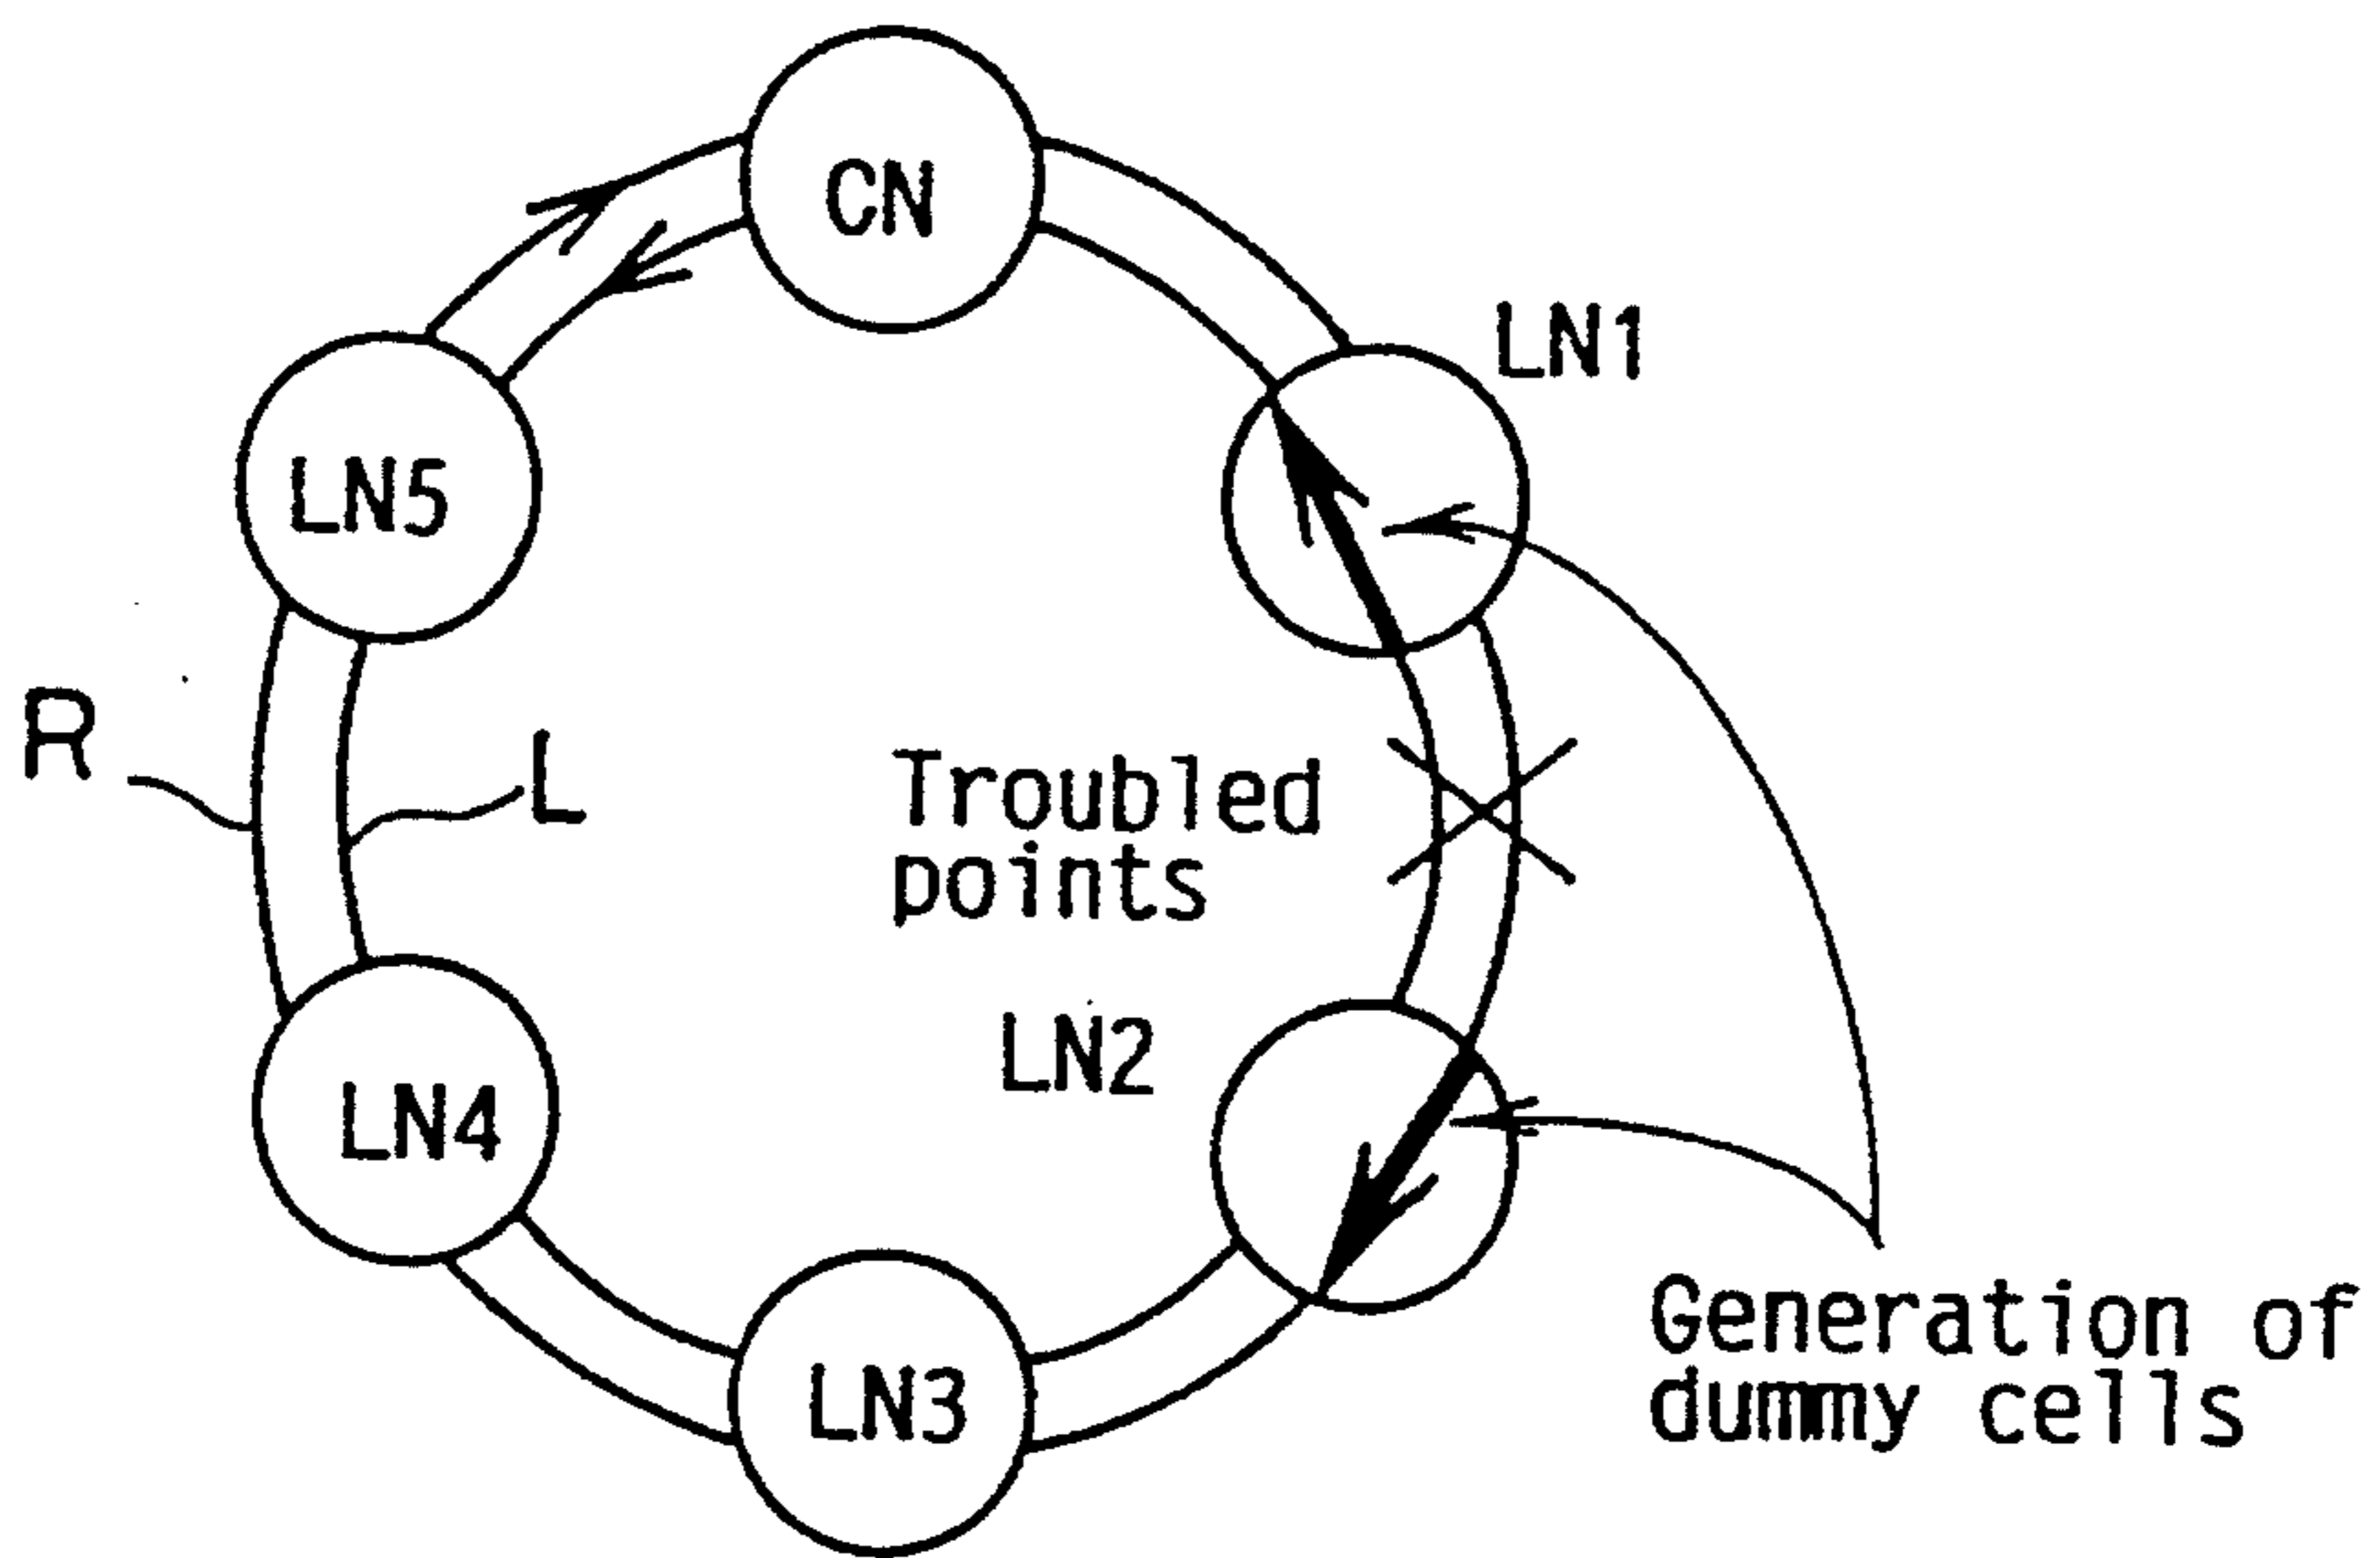 CN
LN1
LN5
R
L
Troubled
points
LN2
LN4
LN3
Generation of
dummy cells